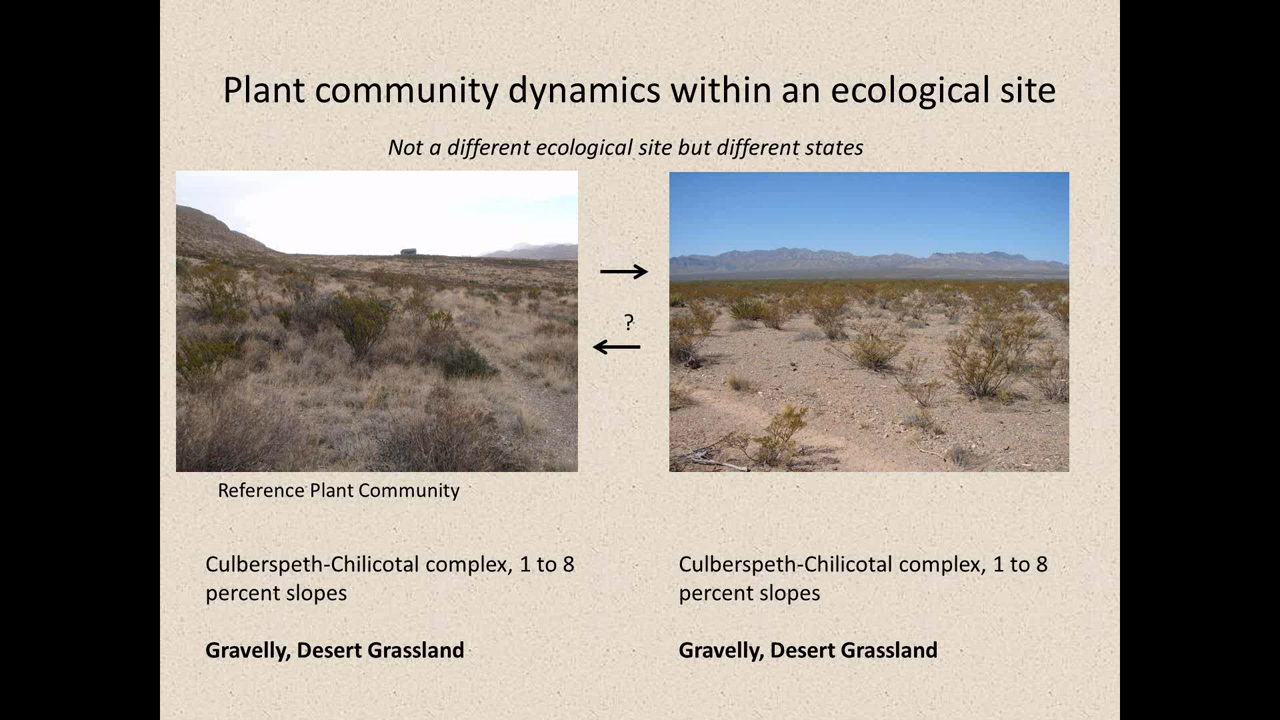 Plant community dynamics within an ecological site
Not a different ecological site but different states
?
Reference Plant Community
Culberspeth-Chilicotal complex, 1 to 8
percent slopes
Gravelly, Desert Grassland
Culberspeth-Chilicotal complex, 1 to 8
percent slopes
Gravelly, Desert Grassland